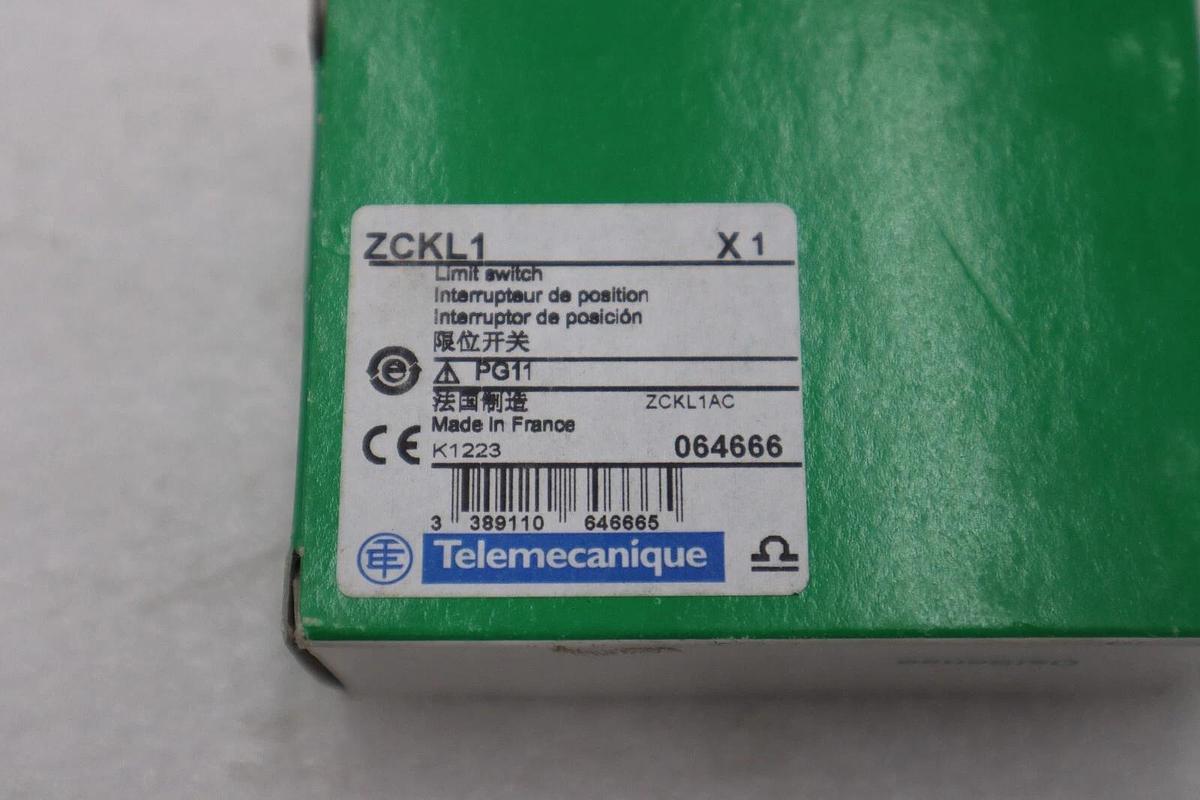 ZCKL1 X 1
Limit switch
Interrupteur de position
Interruptor de posición
限位开关
PG11
法国制造 ZCKL1AC
Made in France
K1223 064666
3 389110 646665
Telemecanique